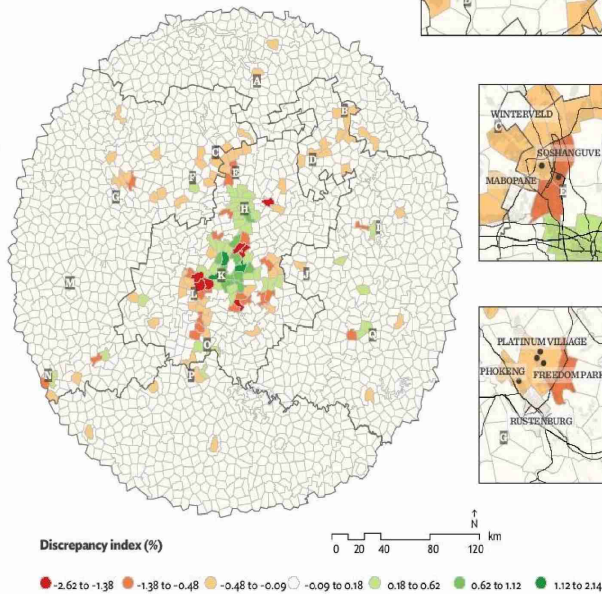 A
B
C
D
E
F
G
H
I
J
K
L
M
N
O
P
Q
WINTERVELD
C
SOSHANGUVE
MABOPANE
E
PLATINUM VILLAGE
PHOKENG
FREEDOM PARK
RUSTENBURG
G
Discrepancy index (%)
N
km
0 20 40 80 120
-2.62 to -1.38 -1.38 to -0.48 -0.48 to -0.09 -0.09 to 0.18 0.18 to 0.62 0.62 to 1.12 1.12 to 2.14